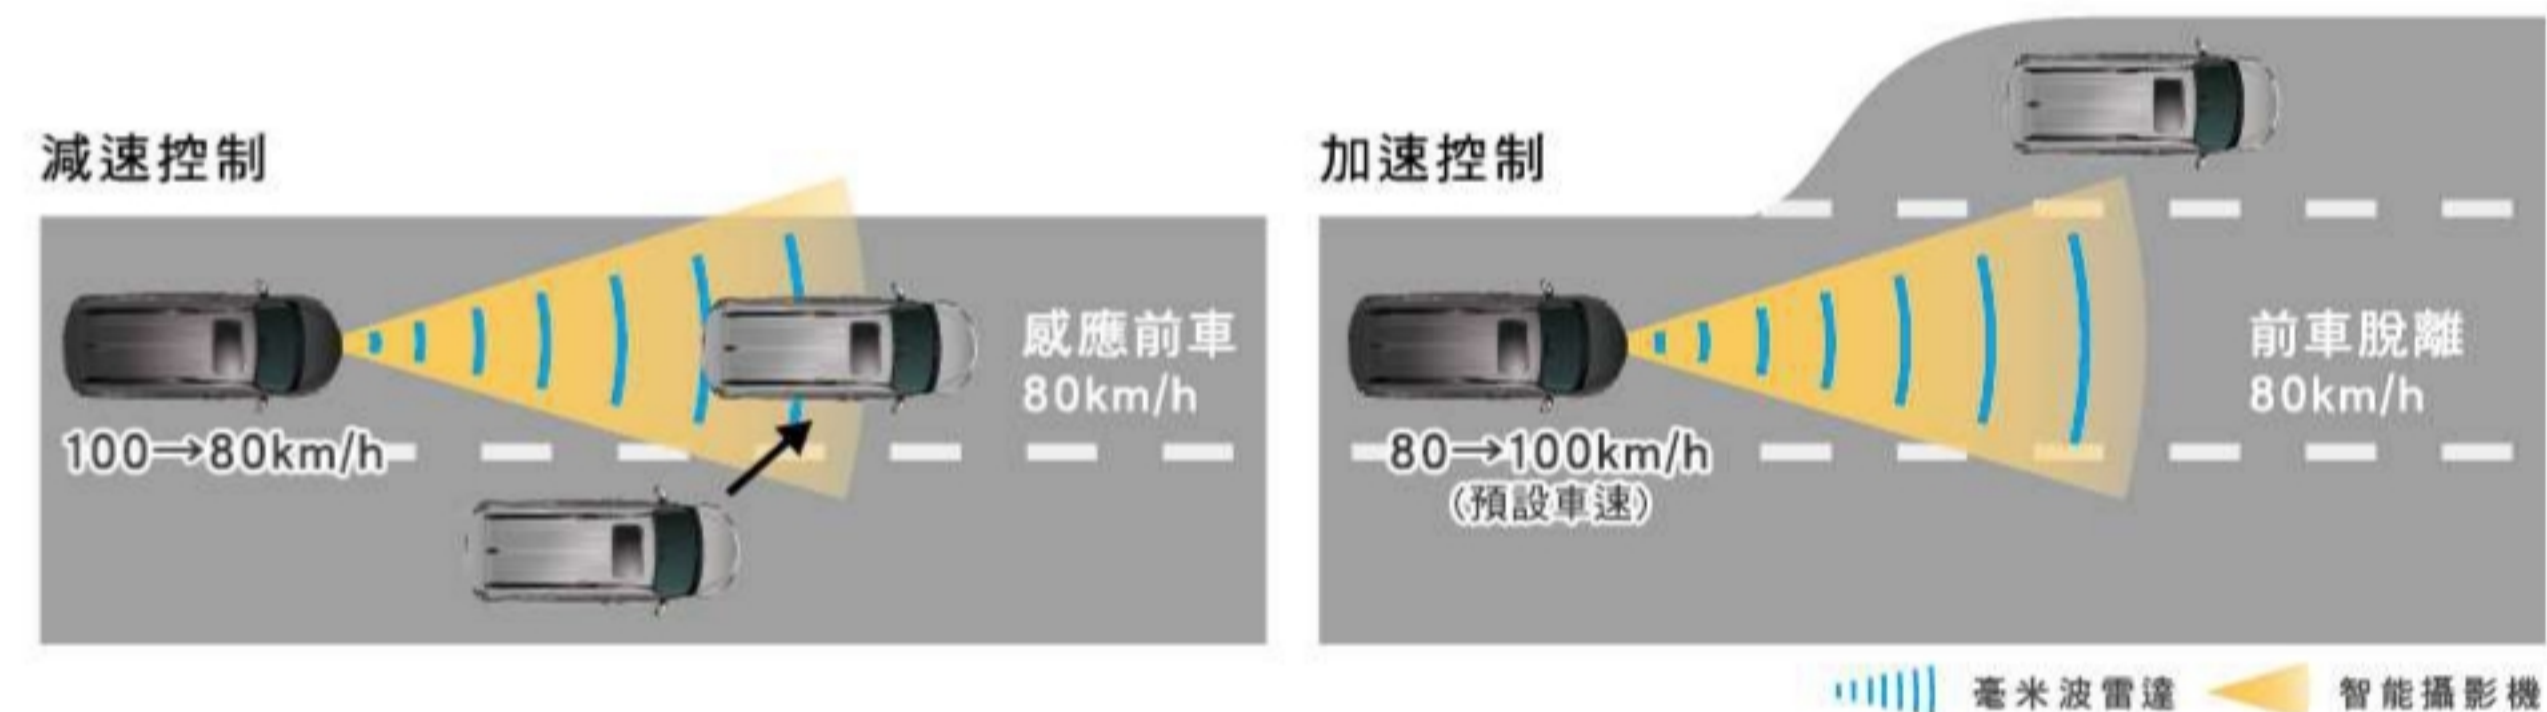 減速控制
感應前車
80km/h
100→80km/h
加速控制
前車脫離
80km/h
80→100km/h
(預設車速)
毫米波雷達
智能攝影機